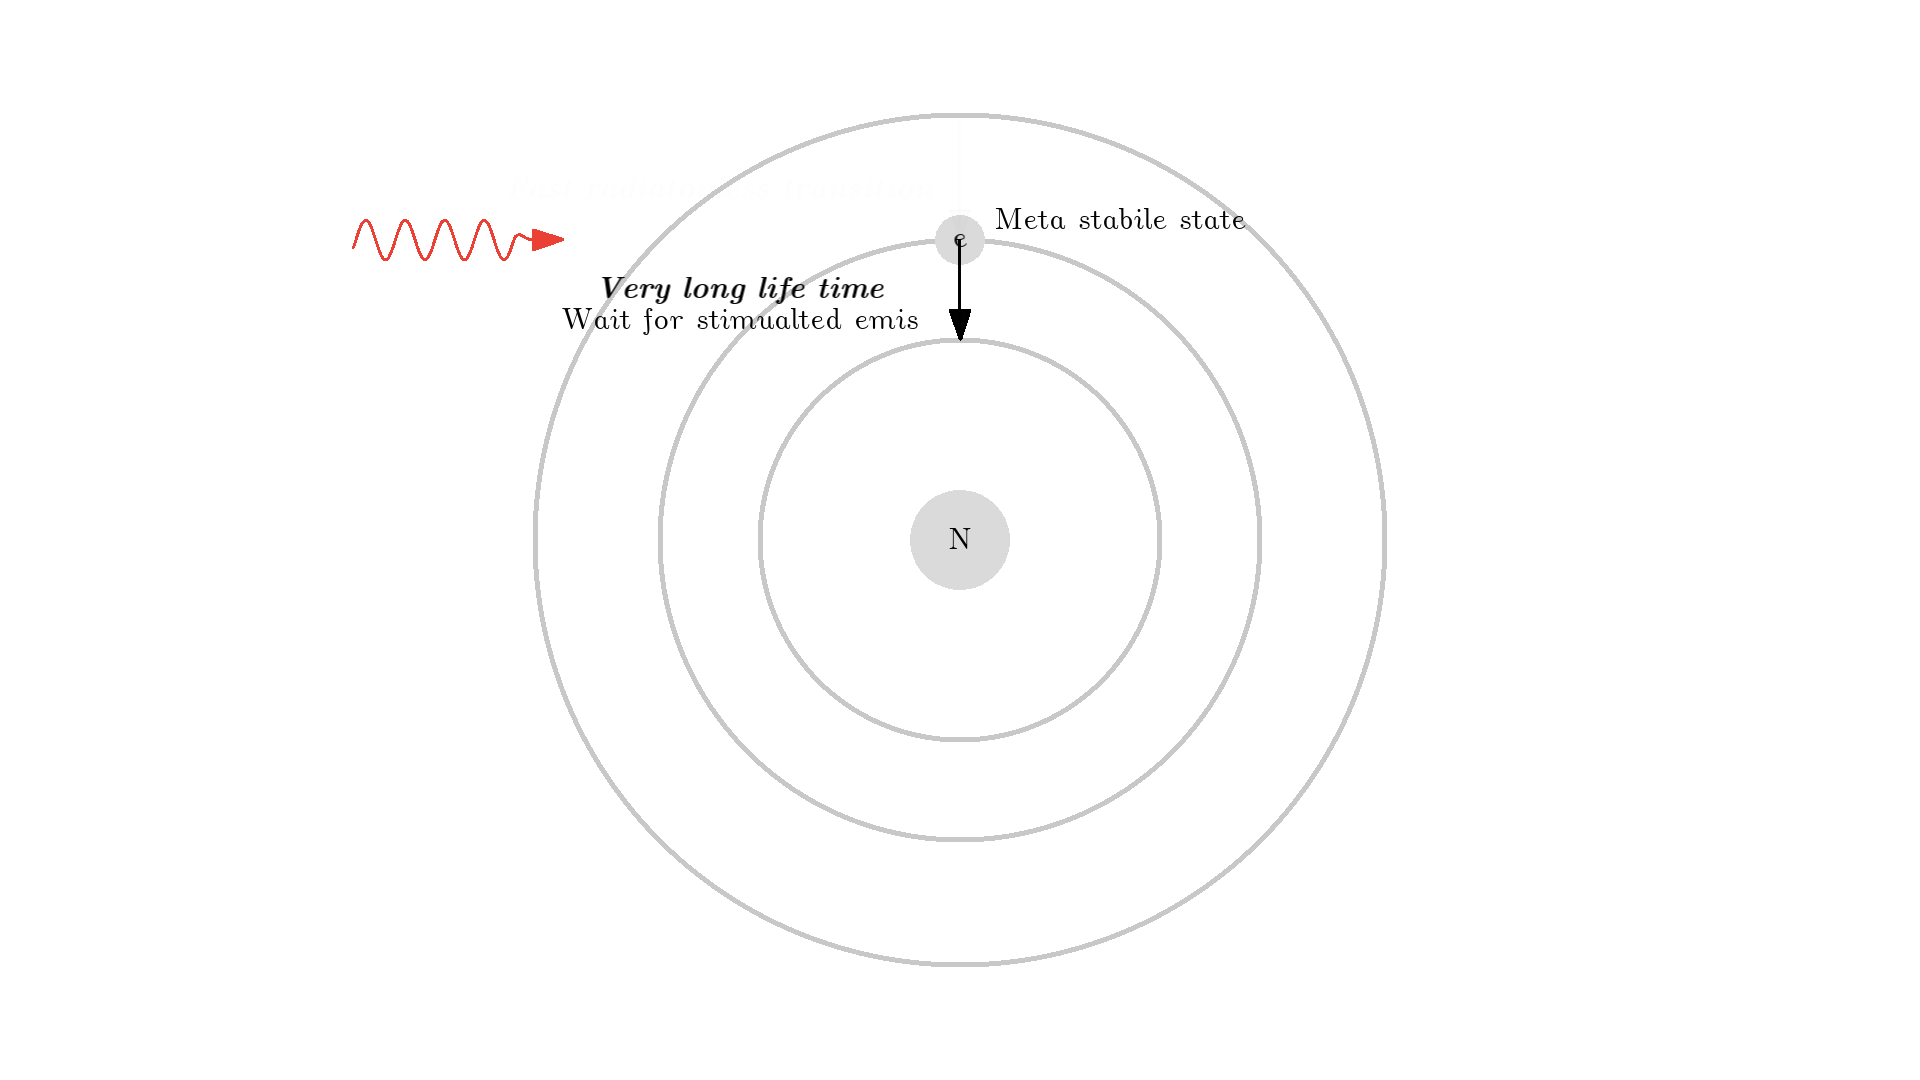 Meta stabile state
e
Very long life time
Wait for stimualted emis
N